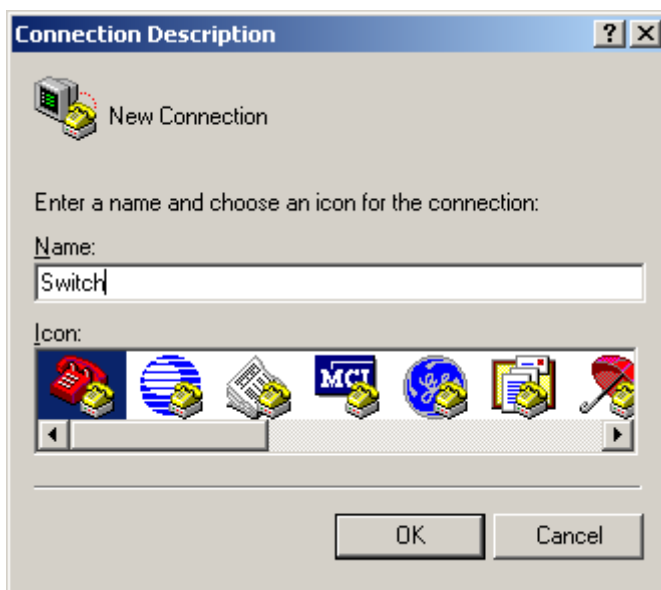 Connection Description
New Connection
Enter a name and choose an icon for the connection:
Name:
Switch
Icon:
MCI
OK Cancel